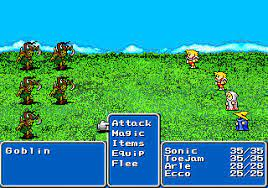 Goblin
Attack
Magic
Items
Equip
Flee
Sonic 35/35
Toejam 35/35
Arle 28/28
Ecco 25/25